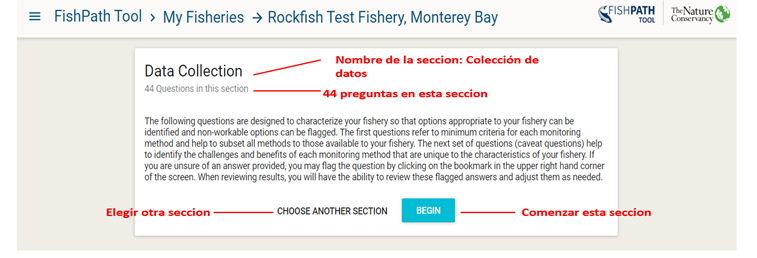 FishPath Tool > My Fisheries → Rockfish Test Fishery, Monterey Bay
FISHPATH
TOOL
The Nature
Conservancy
Data Collection
Nombre de la seccion: Colección de
datos
44 Questions in this section
44 preguntas en esta seccion
The following questions are designed to characterize your fishery so that options appropriate to your fishery can be
identified and non-workable options can be flagged. The first questions refer to minimum criteria for each monitoring
method and help to subset all methods to those available to your fishery. The next set of questions (caveat questions) help
to identify the challenges and benefits of each monitoring method that are unique to the characteristics of your fishery. If
you are unsure of an answer provided, you may flag the question by clicking on the bookmark in the upper right hand corner
of the screen. When reviewing results, you will have the ability to review these flagged answers and adjust them as needed.
Elegir otra seccion
CHOOSE ANOTHER SECTION
BEGIN
Comenzar esta seccion